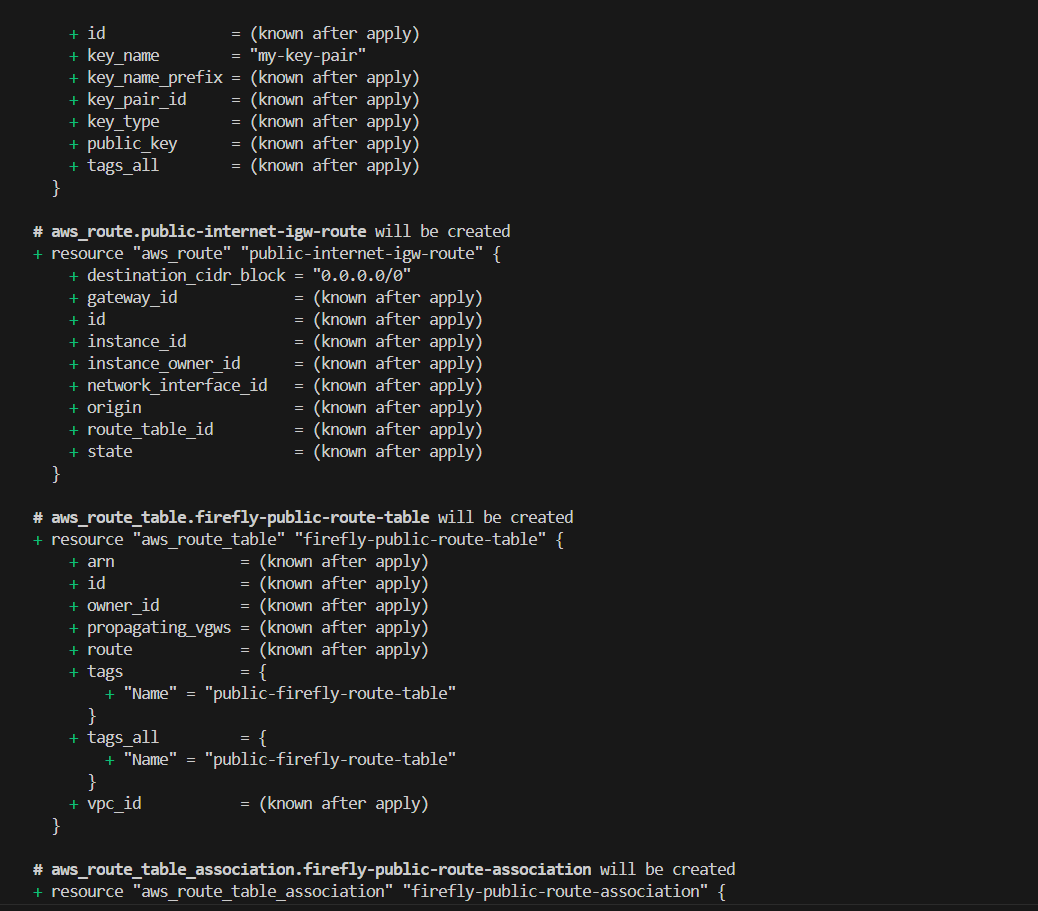 + id              = (known after apply)
+ key_name        = "my-key-pair"
+ key_name_prefix = (known after apply)
+ key_pair_id     = (known after apply)
+ key_type        = (known after apply)
+ public_key      = (known after apply)
+ tags_all        = (known after apply)
}
# aws_route.public-internet-igw-route will be created
+ resource "aws_route" "public-internet-igw-route" {
+ destination_cidr_block = "0.0.0.0/0"
+ gateway_id             = (known after apply)
+ id                     = (known after apply)
+ instance_id            = (known after apply)
+ instance_owner_id      = (known after apply)
+ network_interface_id   = (known after apply)
+ origin                 = (known after apply)
+ route_table_id         = (known after apply)
+ state                  = (known after apply)
}
# aws_route_table.firefly-public-route-table will be created
+ resource "aws_route_table" "firefly-public-route-table" {
+ arn              = (known after apply)
+ id               = (known after apply)
+ owner_id         = (known after apply)
+ propagating_vgws = (known after apply)
+ route            = (known after apply)
+ tags             = {
+ "Name" = "public-firefly-route-table"
}
+ tags_all         = {
+ "Name" = "public-firefly-route-table"
}
+ vpc_id           = (known after apply)
}
# aws_route_table_association.firefly-public-route-association will be created
+ resource "aws_route_table_association" "firefly-public-route-association" {